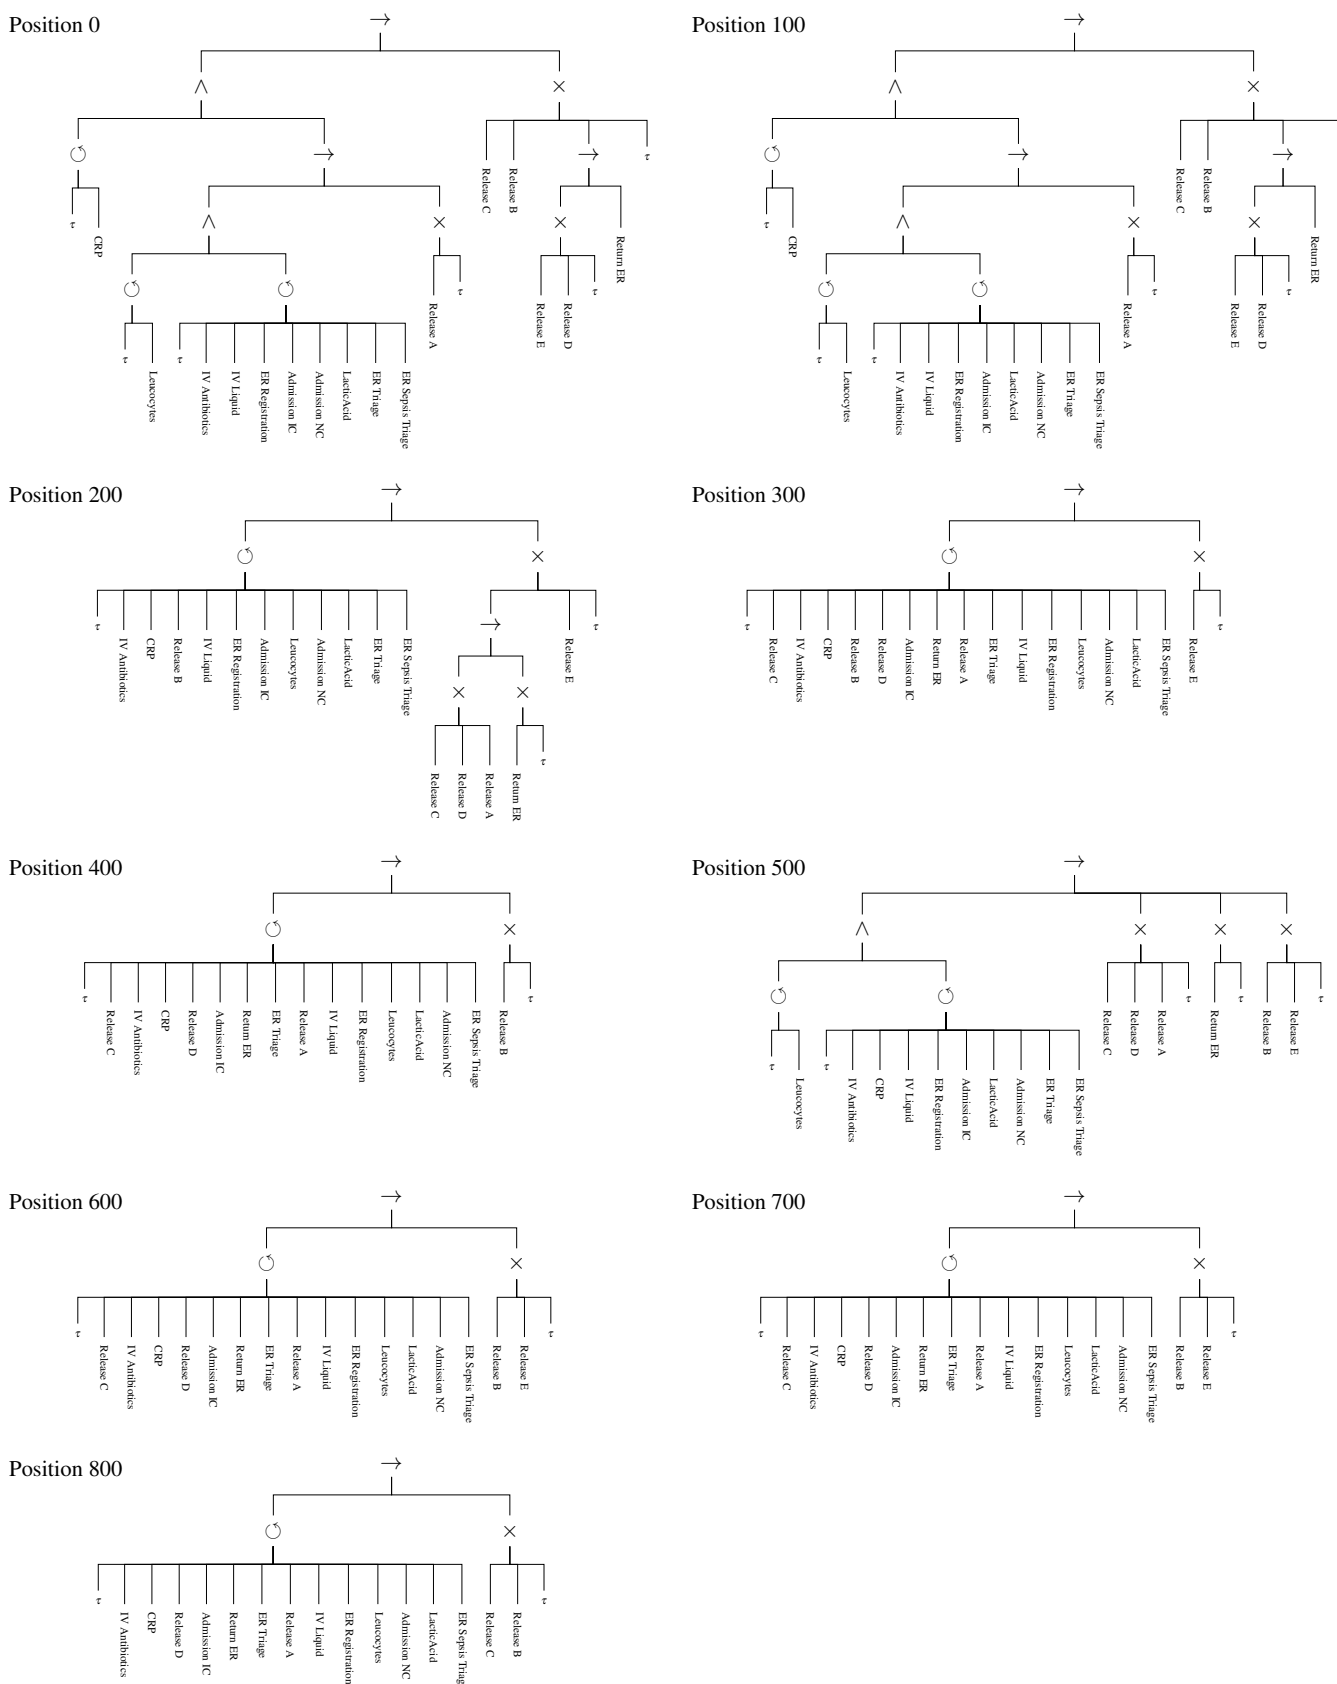 Position 0
→
∧
×
↺
→
Release C
Release B
→
τ
τ
CRP
∧
×
×
Return ER
↺
↺
Release A
τ
Release E
Release D
τ
τ
Leucocytes
τ
IV Antibiotics
IV Liquid
ER Registration
Admission IC
Admission NC
LacticAcid
ER Triage
ER Sepsis Triage
Position 100
→
∧
×
↺
→
Release C
Release B
→
τ
CRP
∧
×
×
Return ER
↺
↺
Release A
τ
Release E
Release D
τ
τ
Leucocytes
τ
IV Antibiotics
IV Liquid
ER Registration
Admission IC
LacticAcid
Admission NC
ER Triage
ER Sepsis Triage
Position 200
→
↺
×
τ
IV Antibiotics
CRP
Release B
IV Liquid
ER Registration
Admission IC
Leucocytes
Admission NC
LacticAcid
ER Triage
ER Sepsis Triage
→
Release E
τ
×
×
Release C
Release D
Release A
Return ER
τ
Position 300
→
↺
×
τ
Release C
IV Antibiotics
CRP
Release B
Release D
Admission IC
Return ER
Release A
ER Triage
IV Liquid
ER Registration
Leucocytes
Admission NC
LacticAcid
ER Sepsis Triage
Release E
τ
Position 400
→
↺
×
τ
Release C
IV Antibiotics
CRP
Release D
Admission IC
Return ER
ER Triage
Release A
IV Liquid
ER Registration
Leucocytes
LacticAcid
Admission NC
ER Sepsis Triage
Release B
τ
Position 500
→
∧
×
×
×
↺
↺
Release C
Release D
Release A
τ
Return ER
τ
Release B
Release E
τ
τ
Leucocytes
τ
IV Antibiotics
CRP
IV Liquid
ER Registration
Admission IC
LacticAcid
Admission NC
ER Triage
ER Sepsis Triage
Position 600
→
↺
×
τ
Release C
IV Antibiotics
CRP
Release D
Admission IC
Return ER
ER Triage
Release A
IV Liquid
ER Registration
Leucocytes
LacticAcid
Admission NC
ER Sepsis Triage
Release B
Release E
τ
Position 700
→
↺
×
τ
Release C
IV Antibiotics
CRP
Release D
Admission IC
Return ER
ER Triage
Release A
IV Liquid
ER Registration
Leucocytes
LacticAcid
Admission NC
ER Sepsis Triage
Release B
Release E
τ
Position 800
→
↺
×
τ
IV Antibiotics
CRP
Release D
Admission IC
Return ER
ER Triage
Release A
IV Liquid
ER Registration
Leucocytes
Admission NC
LacticAcid
ER Sepsis Triage
Release C
Release B
τ